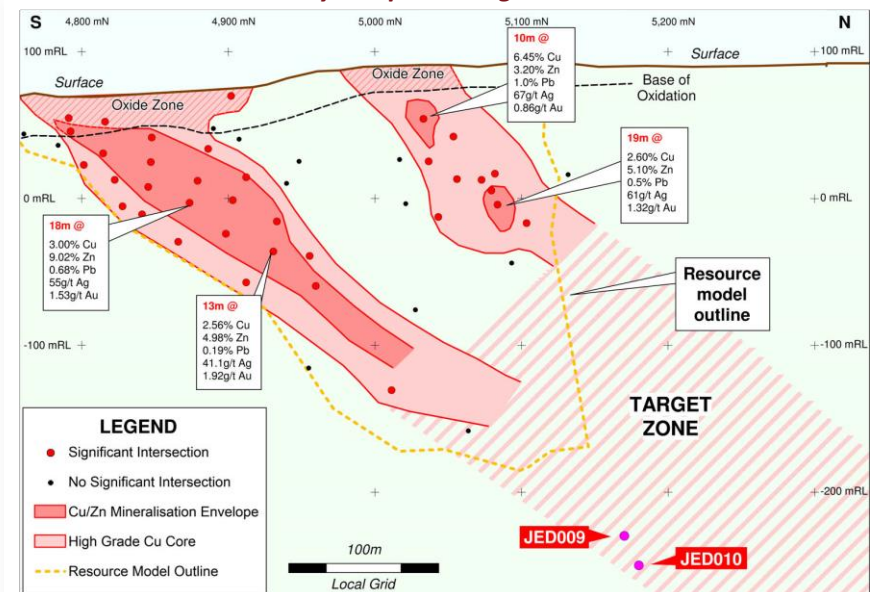 S
4,800 mN
4,900 mN
5,000 mN
5,100 mN
5,200 mN
N
100 mRL
100 mRL
Surface
Surface
Oxide Zone
Oxide Zone
Base of
Oxidation
10m @
6.45% Cu
3.20% Zn
1.0% Pb
67g/t Ag
0.86g/t Au
19m @
2.60% Cu
5.10% Zn
0.5% Pb
61g/t Ag
1.32g/t Au
0 mRL
0 mRL
18m @
3.00% Cu
9.02% Zn
0.68% Pb
55g/t Ag
1.53g/t Au
13m @
2.56% Cu
4.98% Zn
0.19% Pb
41.1g/t Ag
1.92g/t Au
Resource
model
outline
-100 mRL
-100 mRL
TARGET
ZONE
LEGEND
Significant Intersection
No Significant Intersection
Cu/Zn Mineralisation Envelope
High Grade Cu Core
Resource Model Outline
100m
Local Grid
-200 mRL
JED009
JED010